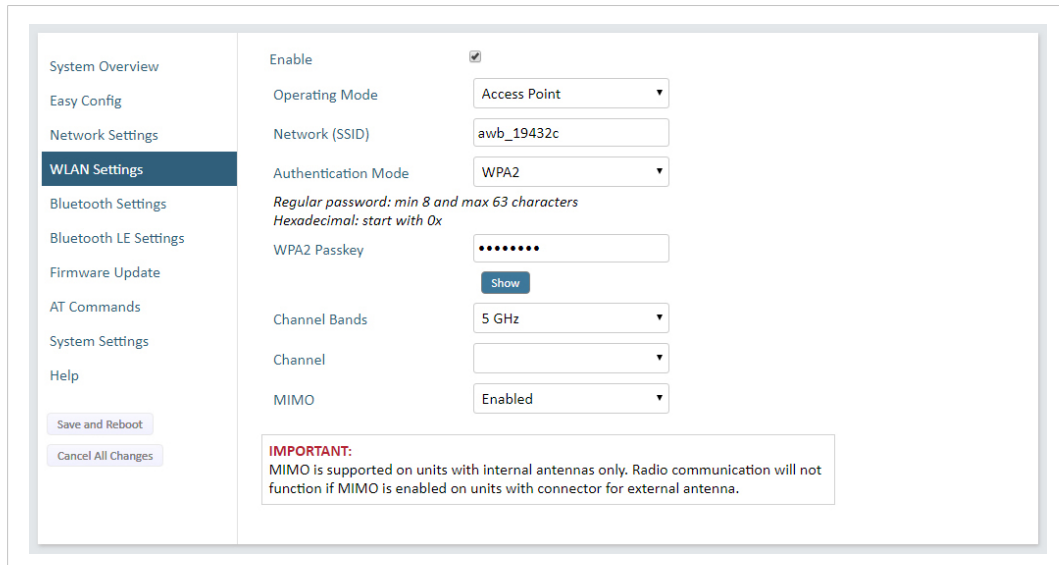 System Overview
Easy Config
Network Settings
WLAN Settings
Bluetooth Settings
Bluetooth LE Settings
Firmware Update
AT Commands
System Settings
Help
Save and Reboot
Cancel All Changes
Enable
Operating Mode Access Point
Network (SSID) awb_19432c
Authentication Mode WPA2
Regular password: min 8 and max 63 characters
Hexadecimal: start with 0x
WPA2 Passkey ••••••••
Show
Channel Bands 5 GHz
Channel
MIMO Enabled
IMPORTANT:
MIMO is supported on units with internal antennas only. Radio communication will not
function if MIMO is enabled on units with connector for external antenna.